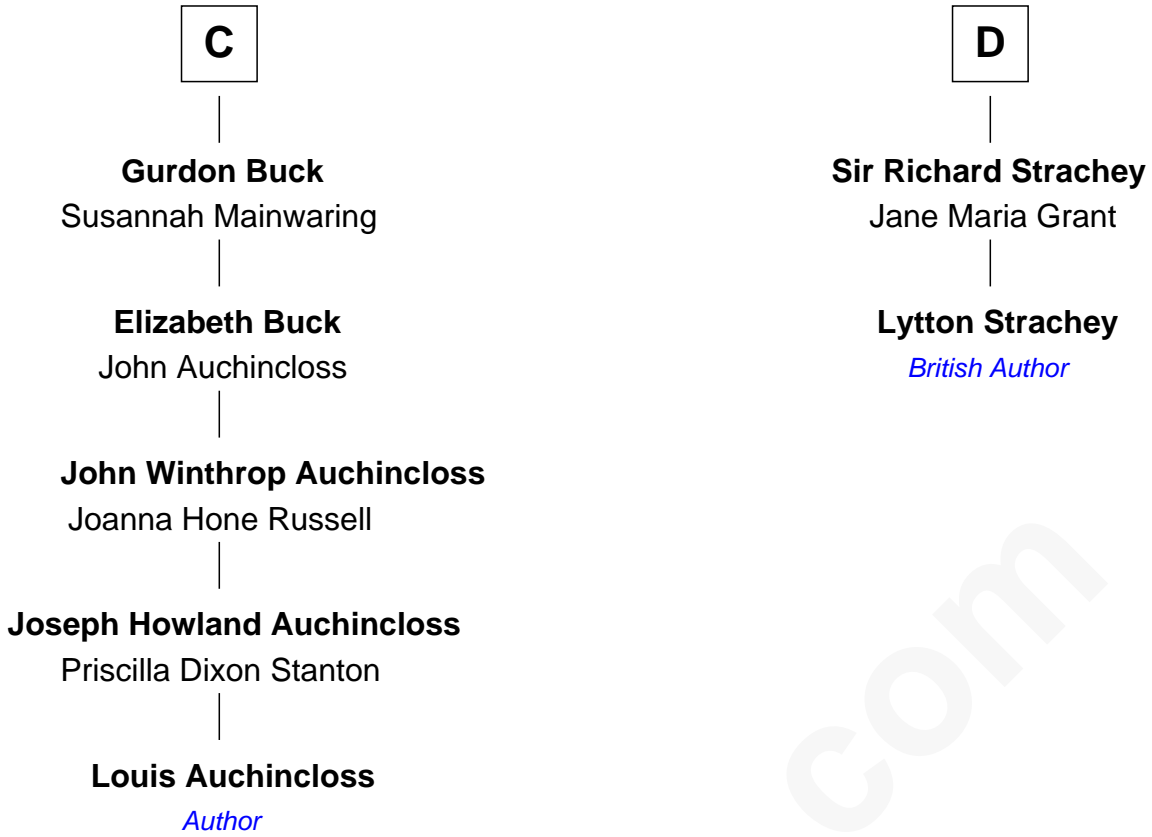 C
Gurdon Buck
Susannah Mainwaring
Elizabeth Buck
John Auchincloss
John Winthrop Auchincloss
Joanna Hone Russell
Joseph Howland Auchincloss
Priscilla Dixon Stanton
Louis Auchincloss
Author
D
Sir Richard Strachey
Jane Maria Grant
Lytton Strachey
British Author
com